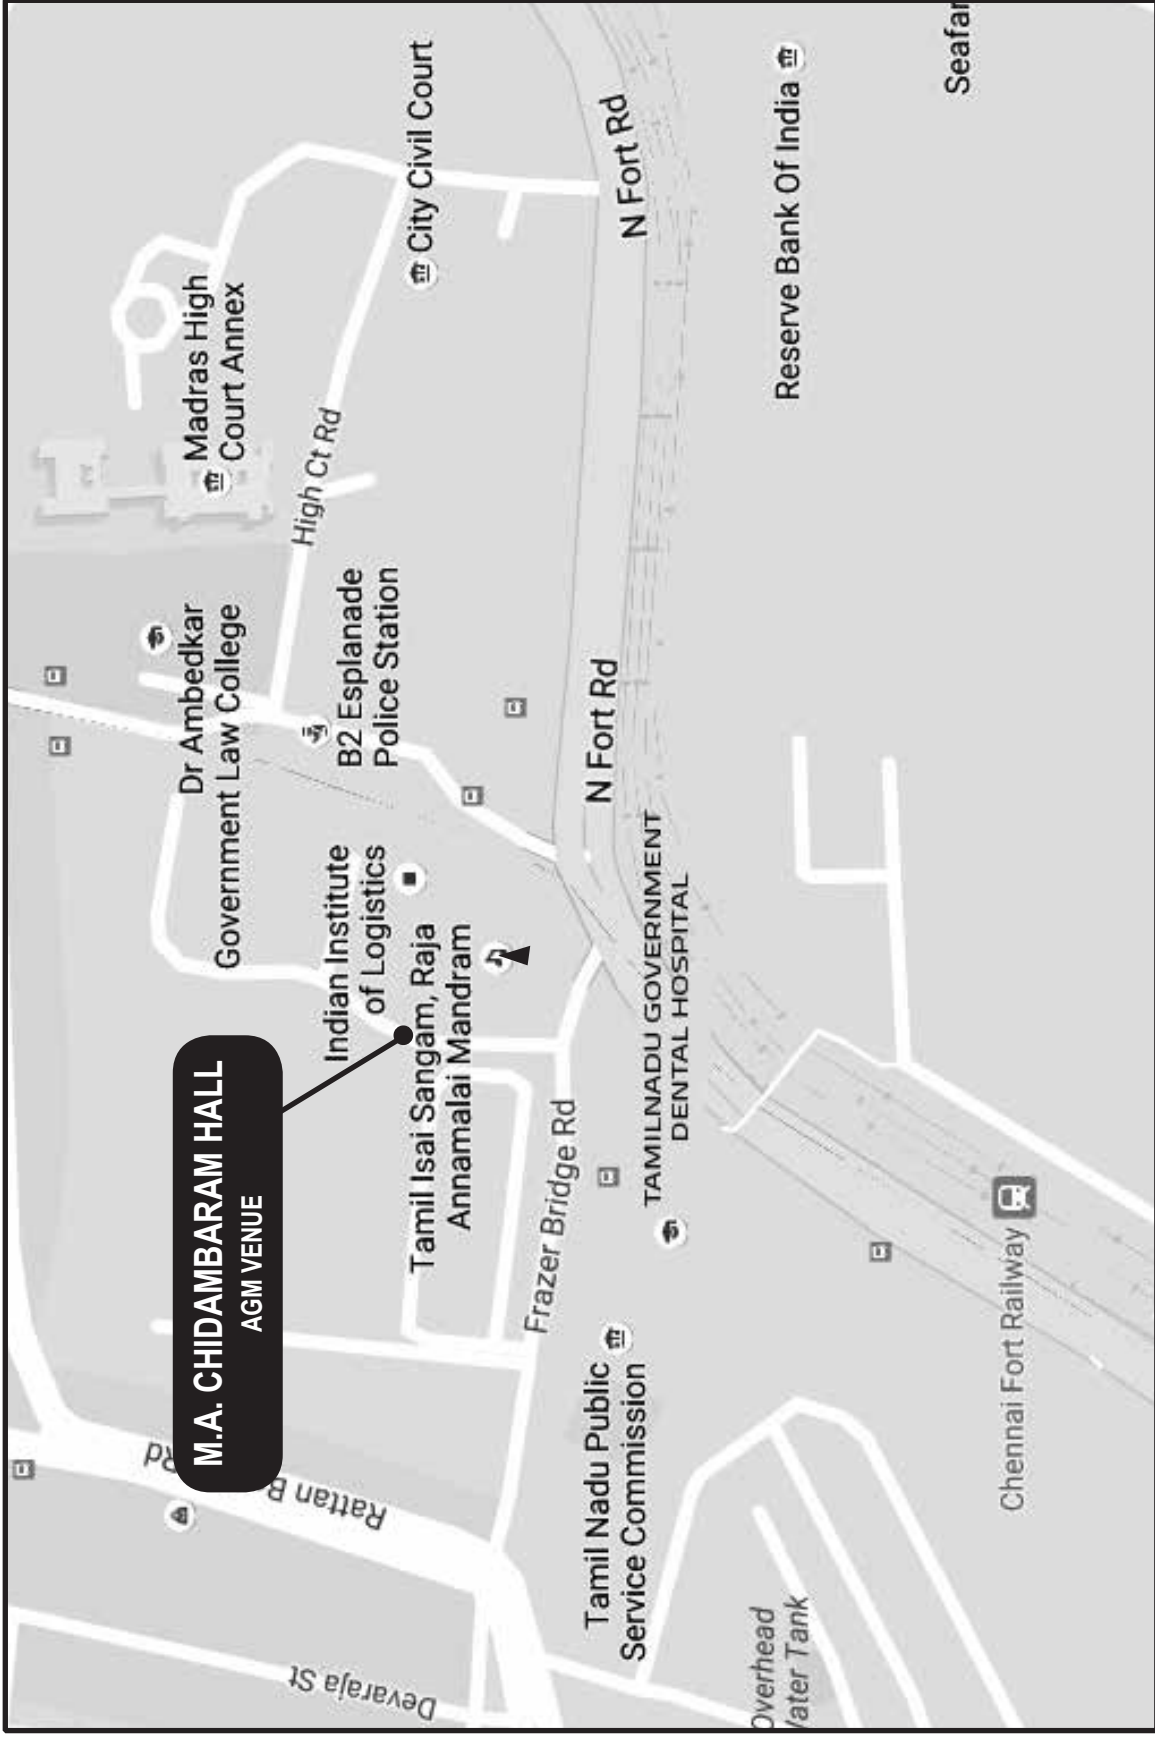 M.A. CHIDAMBARAM HALL
AGM VENUE
Rd
Rattan B
Devaraja St
Dr Ambedkar
Government Law College
Madras High
Court Annex
High Ct Rd
City Civil Court
B2 Esplanade
Police Station
Indian Institute
of Logistics
Tamil Isai Sangam, Raja
Annamalai Mandram
Frazer Bridge Rd
N Fort Rd
N Fort Rd
TAMILNADU GOVERNMENT
DENTAL HOSPITAL
Tamil Nadu Public
Service Commission
Reserve Bank Of India
Overhead
Tank
Chennai Fort Railway
Seafar